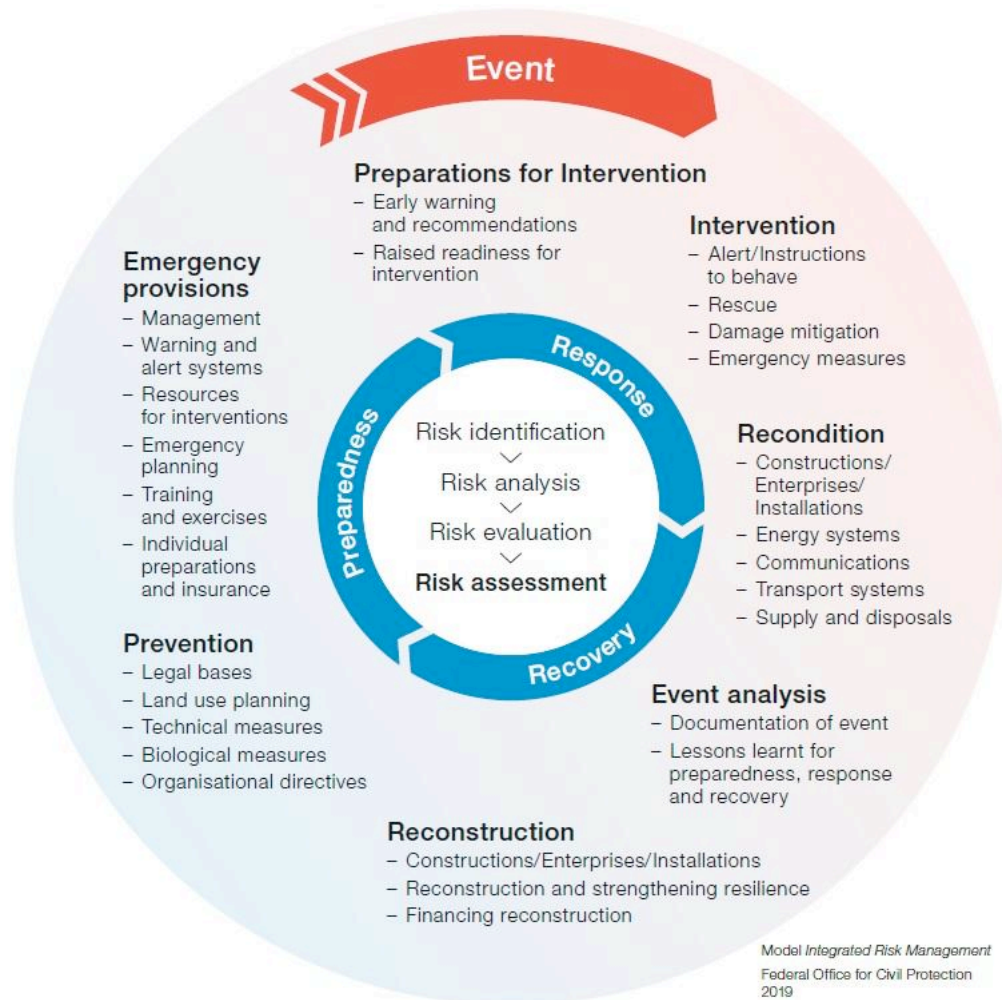 Event
Preparations for Intervention
– Early warning
and recommendations
– Raised readiness for
intervention
Intervention
– Alert/Instructions
to behave
– Rescue
– Damage mitigation
– Emergency measures
Emergency
provisions
– Management
– Warning and
alert systems
– Resources
for interventions
– Emergency
planning
– Training
and exercises
– Individual
preparations
and insurance
Preparedness
Response
Recovery
Risk identification
Risk analysis
Risk evaluation
Risk assessment
Recondition
– Constructions/
Enterprises/
Installations
– Energy systems
– Communications
– Transport systems
– Supply and disposals
Prevention
– Legal bases
– Land use planning
– Technical measures
– Biological measures
– Organisational directives
Event analysis
– Documentation of event
– Lessons learnt for
preparedness, response
and recovery
Reconstruction
– Constructions/Enterprises/Installations
– Reconstruction and strengthening resilience
– Financing reconstruction
Model Integrated Risk Management
Federal Office for Civil Protection
2019